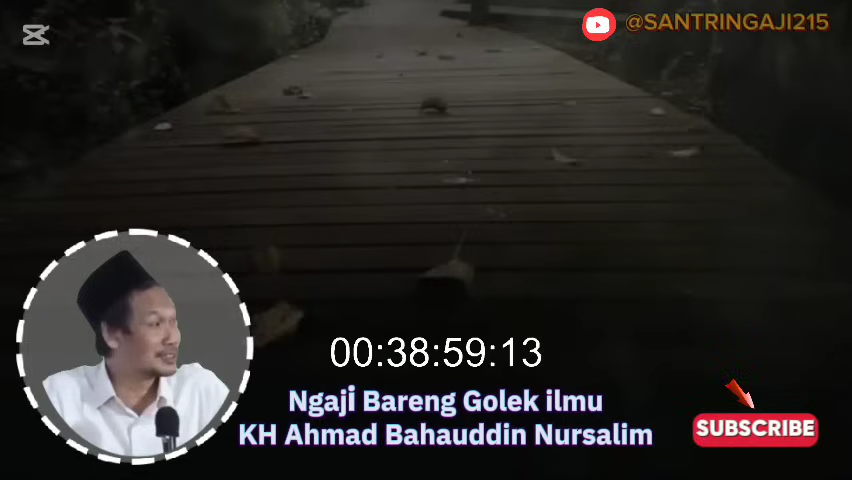 @SANTRINGAJI215
00:38:59:13
Ngaji Bareng Golek ilmu
KH Ahmad Bahauddin Nursalim
SUBSCRIBE